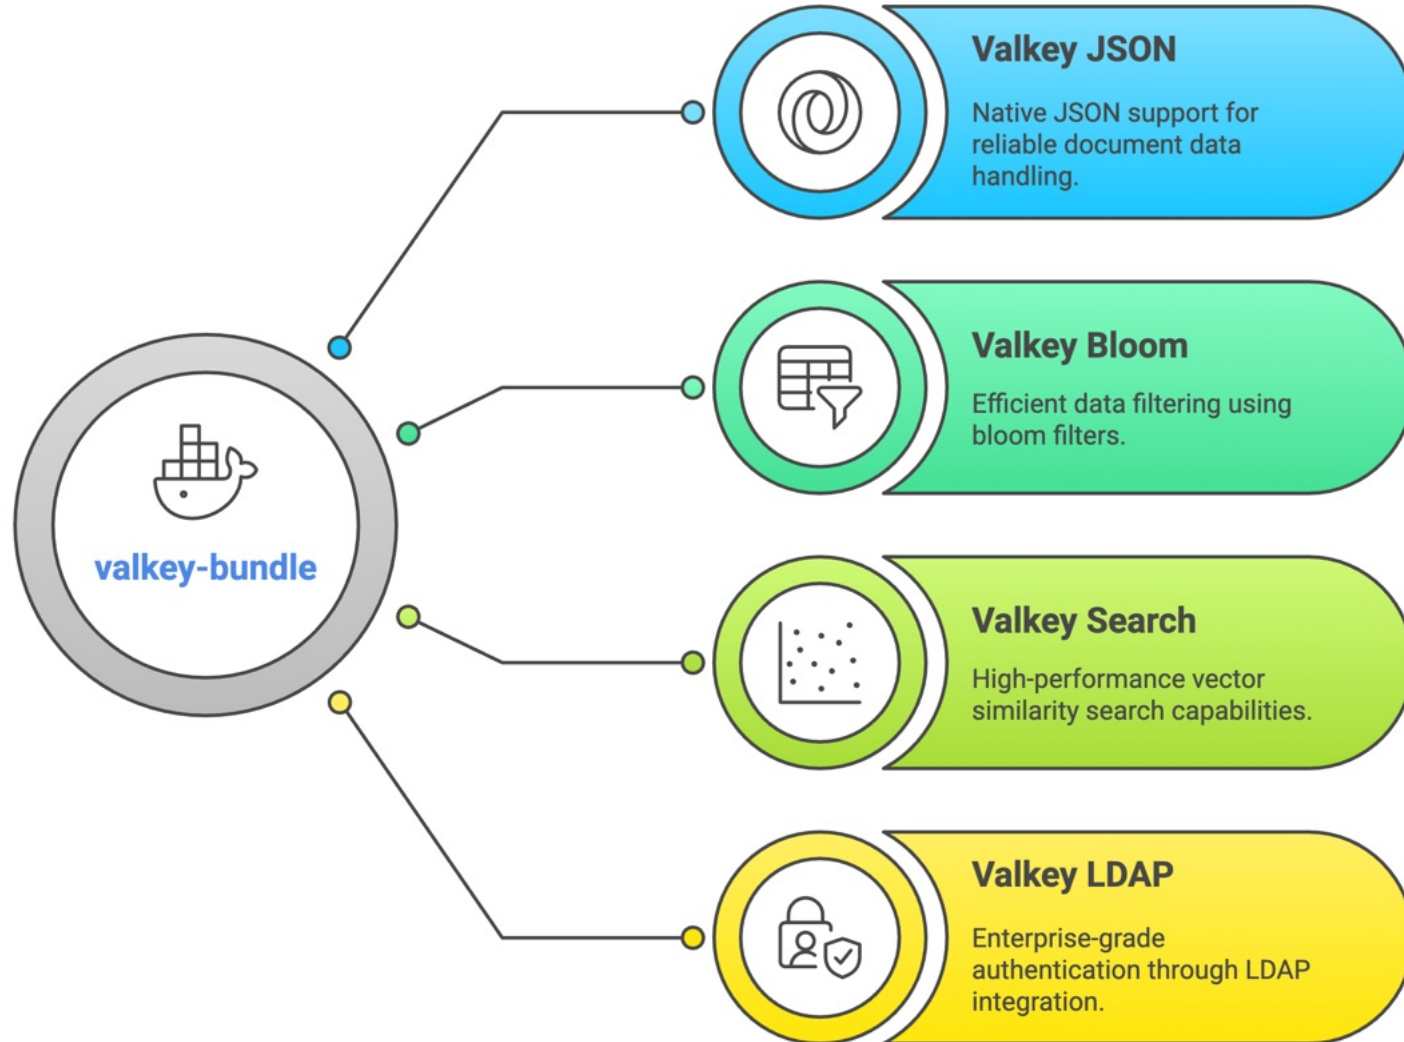 valkey-bundle
Valkey JSON
Native JSON support for
reliable document data
handling.
Valkey Bloom
Efficient data filtering using
bloom filters.
Valkey Search
High-performance vector
similarity search capabilities.
Valkey LDAP
Enterprise-grade
authentication through LDAP
integration.